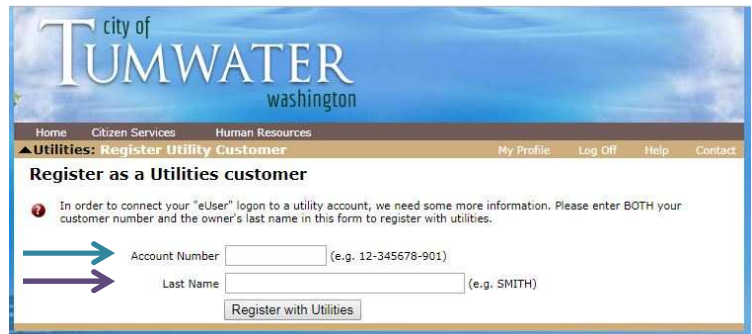 city of
TUMWATER
washington
Home Citizen Services Human Resources
▲Utilities: Register Utility Customer My Profile Log Off Help Contact
Register as a Utilities customer
In order to connect your "eUser" logon to a utility account, we need some more information. Please enter BOTH your
customer number and the owner's last name in this form to register with utilities.
Account Number (e.g. 12-345678-901)
Last Name (e.g. SMITH)
Register with Utilities